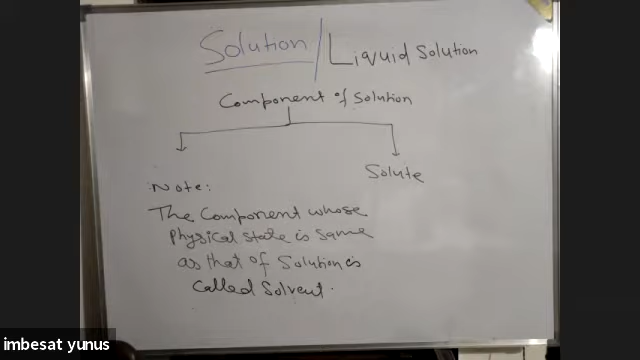 Solution / Liquid Solution
Component of Solution
Solute
Note:
The Component whose
Physical state is same
as that of Solution is
Called Solvent.
imbesat yunus